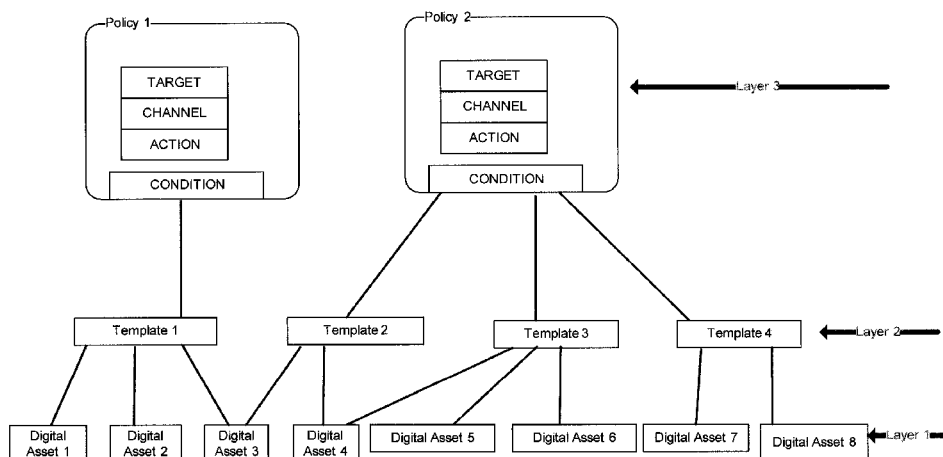 Policy 1
Policy 2
TARGET
CHANNEL
ACTION
CONDITION
TARGET
CHANNEL
ACTION
CONDITION
Layer 3
Template 1
Template 2
Template 3
Template 4
Layer 2
Digital
Asset 1
Digital
Asset 2
Digital
Asset 3
Digital
Asset 4
Digital Asset 5
Digital Asset 6
Digital Asset 7
Digital Asset 8
Layer 1